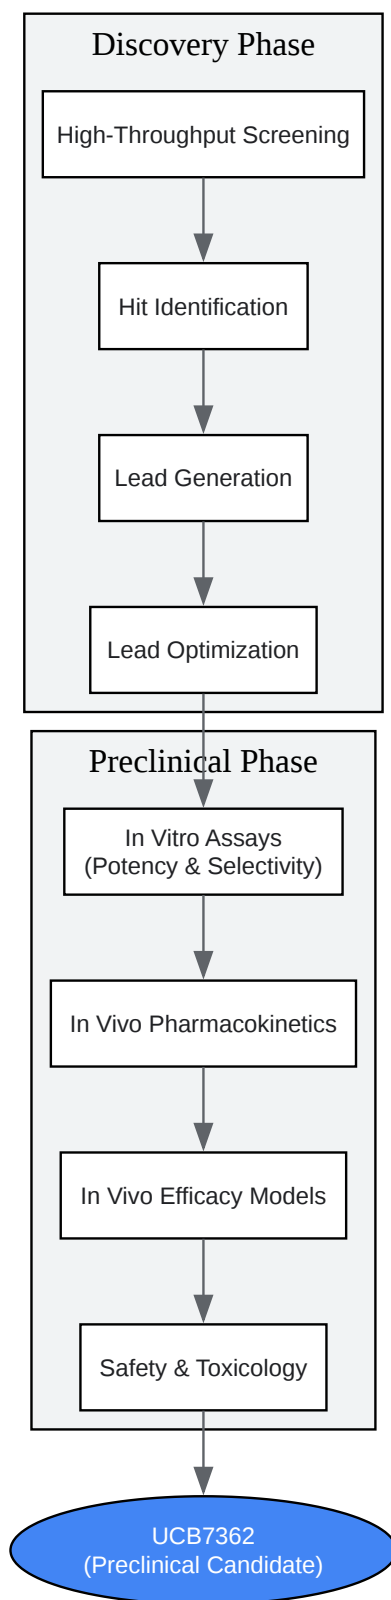 Discovery Phase
High-Throughput Screening
Hit Identification
Lead Generation
Lead Optimization
Preclinical Phase
In Vitro Assays
(Potency & Selectivity)
In Vivo Pharmacokinetics
In Vivo Efficacy Models
Safety & Toxicology
UCB7362
(Preclinical Candidate)